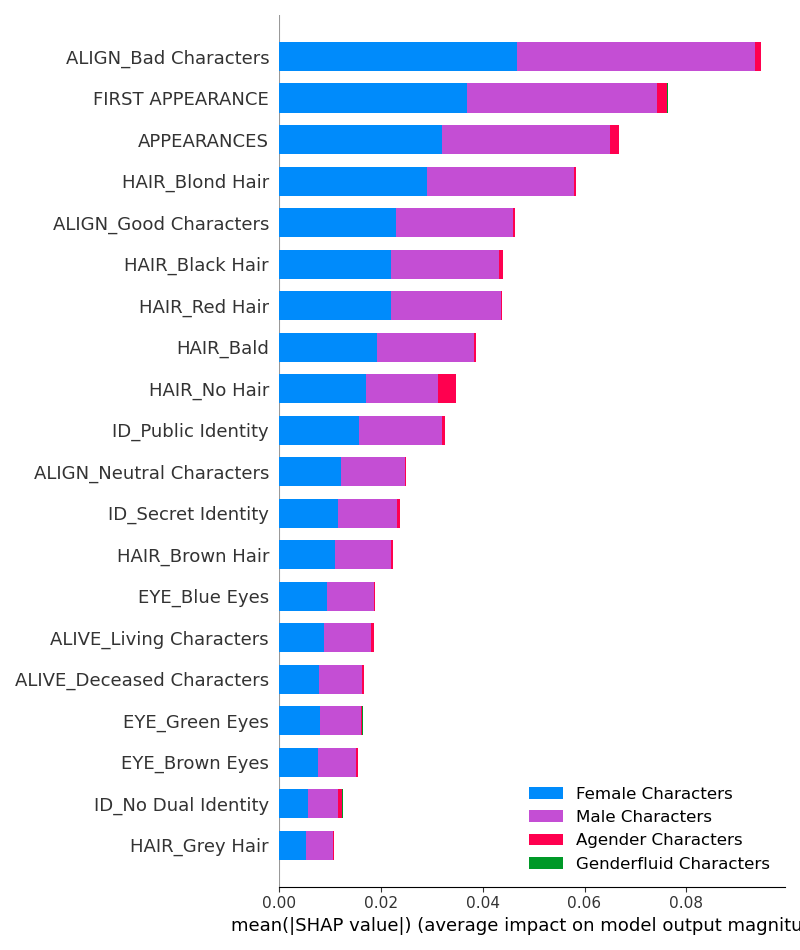 ALIGN_Bad Characters
FIRST APPEARANCE
APPEARANCES
HAIR_Blond Hair
ALIGN_Good Characters
HAIR_Black Hair
HAIR_Red Hair
HAIR_Bald
HAIR_No Hair
ID_Public Identity
ALIGN_Neutral Characters
ID_Secret Identity
HAIR_Brown Hair
EYE_Blue Eyes
ALIVE_Living Characters
ALIVE_Deceased Characters
EYE_Green Eyes
EYE_Brown Eyes
ID_No Dual Identity
HAIR_Grey Hair
Female Characters
Male Characters
Agender Characters
Genderfluid Characters
0.00 0.02 0.04 0.06 0.08
mean(|SHAP value|) (average impact on model output magnitu